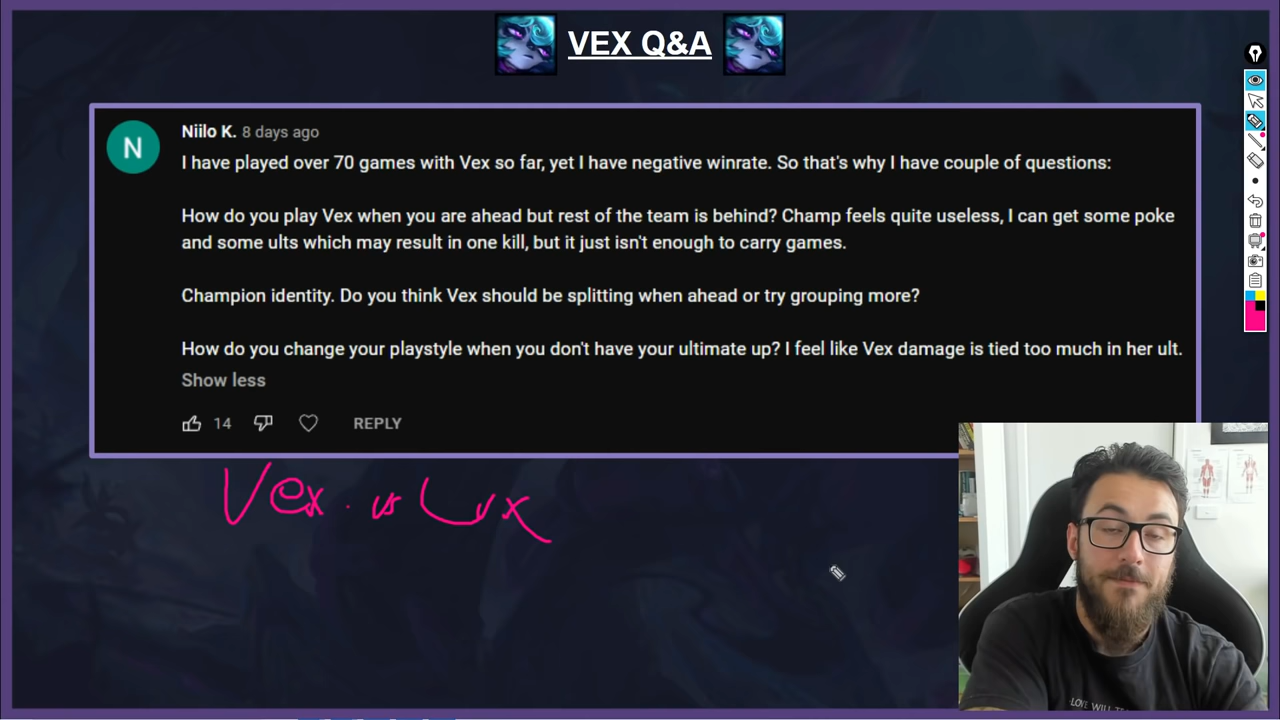 VEX Q&A
N
Niilo K. 8 days ago
I have played over 70 games with Vex so far, yet I have negative winrate. So that's why I have couple of questions:
How do you play Vex when you are ahead but rest of the team is behind? Champ feels quite useless, I can get some poke
and some ults which may result in one kill, but it just isn't enough to carry games.
Champion identity. Do you think Vex should be splitting when ahead or try grouping more?
How do you change your playstyle when you don't have your ultimate up? I feel like Vex damage is tied too much in her ult.
Show less
14 REPLY
Vex. vs Lux
LOVE WILL